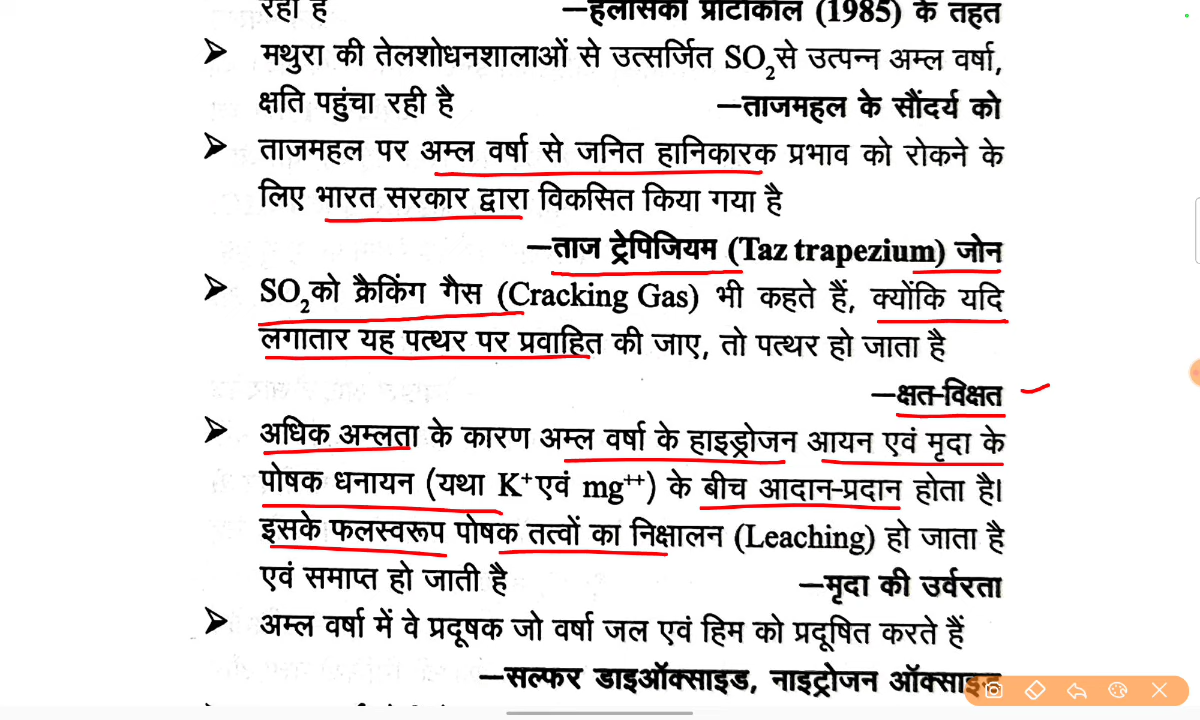 रही है —हेलसिंकी प्रोटोकॉल (1985) के तहत
➤ मथुरा की तेलशोधनशालाओं से उत्सर्जित SO₂से उत्पन्न अम्ल वर्षा,
क्षति पहुंचा रही है —ताजमहल के सौंदर्य को
➤ ताजमहल पर अम्ल वर्षा से जनित हानिकारक प्रभाव को रोकने के
लिए भारत सरकार द्वारा विकसित किया गया है
—ताज ट्रेपिजियम (Taz trapezium) जोन
➤ SO₂को क्रैकिंग गैस (Cracking Gas) भी कहते हैं, क्योंकि यदि
लगातार यह पत्थर पर प्रवाहित की जाए, तो पत्थर हो जाता है
—क्षत-विक्षत
➤ अधिक अम्लता के कारण अम्ल वर्षा के हाइड्रोजन आयन एवं मृदा के
पोषक धनायन (यथा K⁺एवं mg⁺⁺) के बीच आदान-प्रदान होता है।
इसके फलस्वरूप पोषक तत्वों का निक्षालन (Leaching) हो जाता है
एवं समाप्त हो जाती है —मृदा की उर्वरता
➤ अम्ल वर्षा में वे प्रदूषक जो वर्षा जल एवं हिम को प्रदूषित करते हैं
—सल्फर डाइऑक्साइड, नाइट्रोजन ऑक्साइड